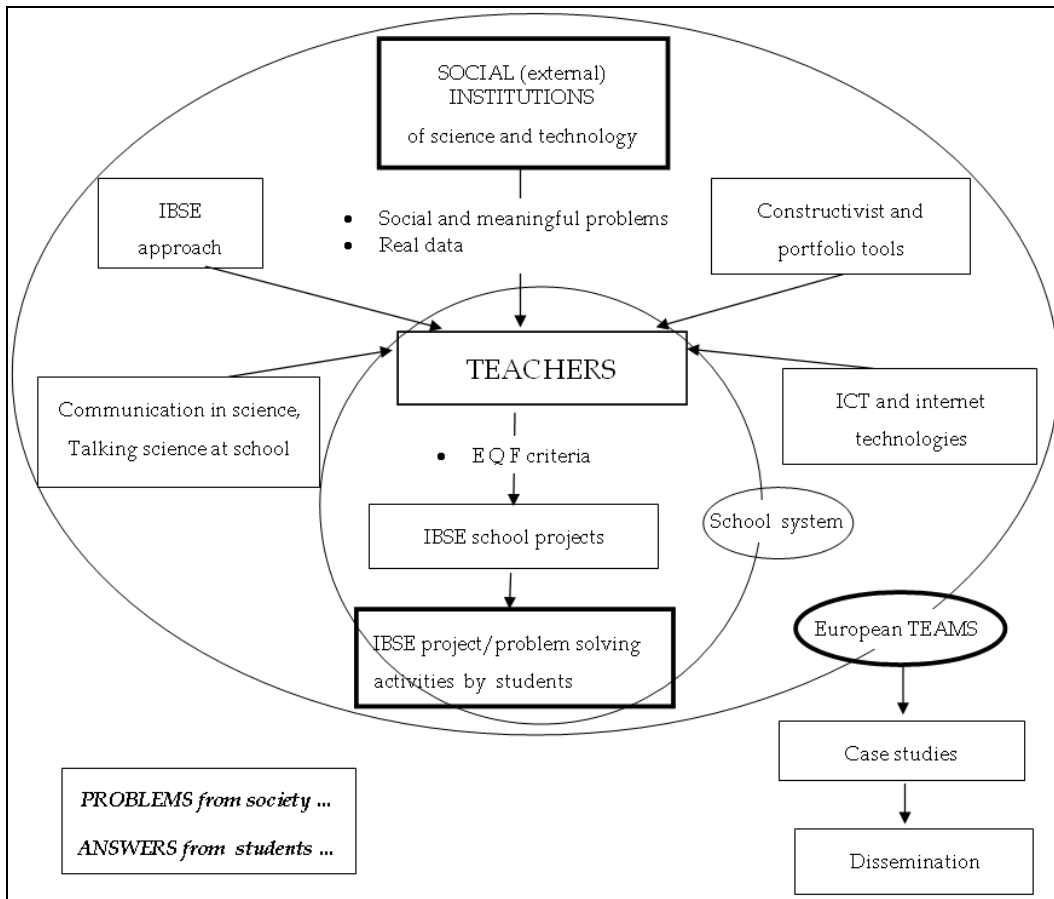 SOCIAL (external)
INSTITUTIONS
of science and technology
IBSE
approach
• Social and meaningful problems
• Real data
Constructivist and
portfolio tools
TEACHERS
Communication in science,
Talking science at school
ICT and internet
technologies
• E Q F criteria
IBSE school projects
School system
IBSE project/problem solving
activities by students
European TEAMS
Case studies
PROBLEMS from society ...
ANSWERS from students ...
Dissemination